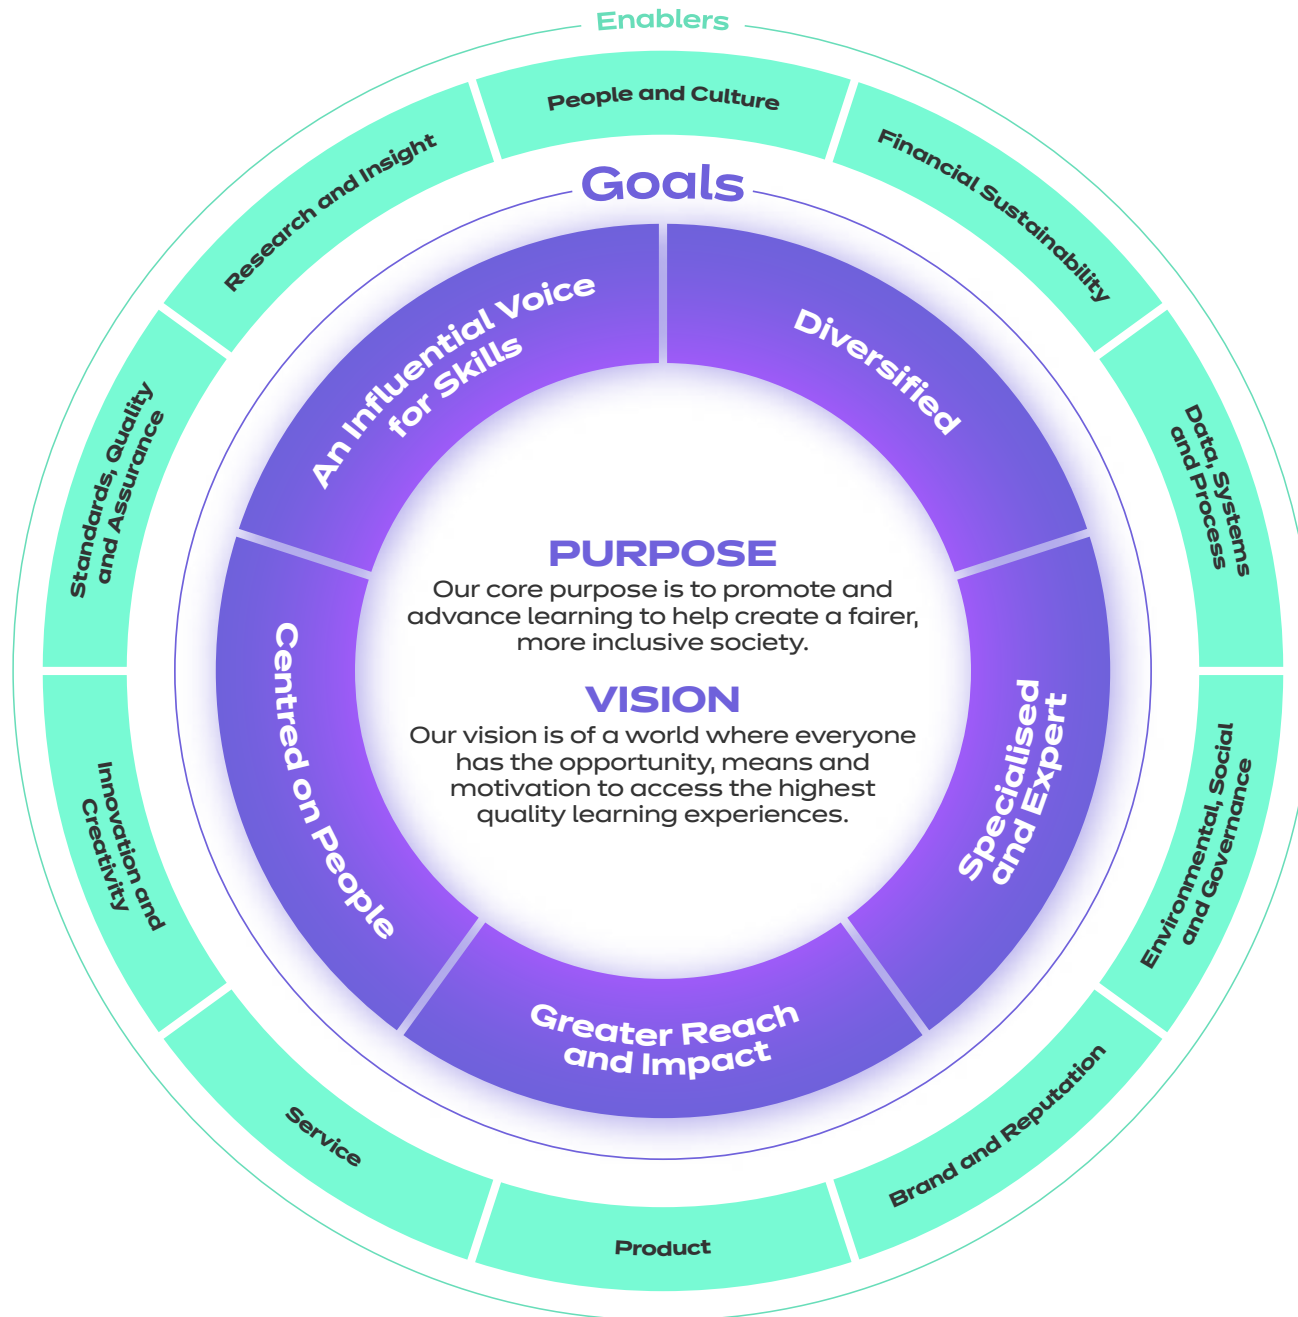 Enablers
People and Culture
Financial Sustainability
Data, Systems
and Process
Environmental, Social
and Governance
Brand and Reputation
Product
Service
Innovation and
Creativity
Standards, Quality
and Assurance
Research and Insight
Goals
Diversified
Specialised
and Expert
Greater Reach
and Impact
Centred on People
An Influential Voice
for Skills
PURPOSE
Our core purpose is to promote and
advance learning to help create a fairer,
more inclusive society.
VISION
Our vision is of a world where everyone
has the opportunity, means and
motivation to access the highest
quality learning experiences.